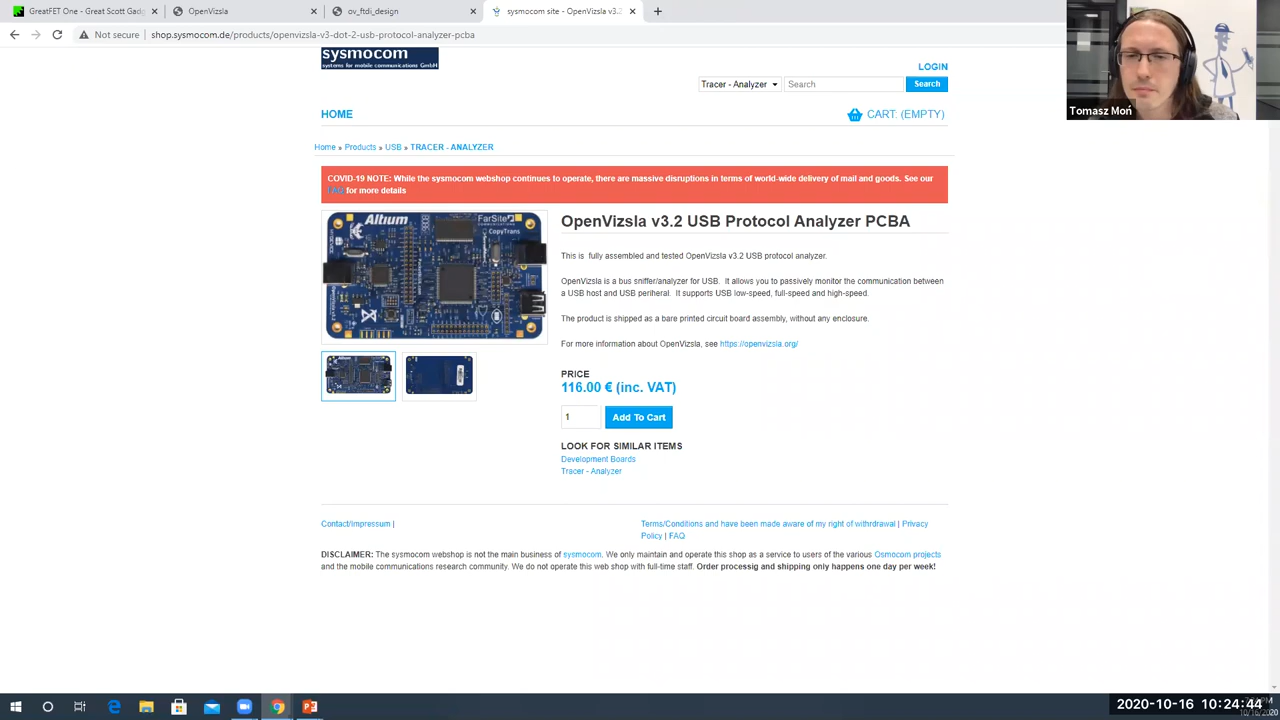 GreatFET One - Great Scott Gadg
OpenVizsla
ov_ftdi_design
sysmocom site - OpenVizsla v3.
Not secure | shop.sysmocom.de/products/openvizsla-v3-dot-2-usb-protocol-analyzer-pcba
sysmocom
systems for mobile communications GmbH
LOGIN
Tracer - Analyzer
Search
Search
HOME
CART: (EMPTY)
Home » Products » USB » TRACER - ANALYZER
COVID-19 NOTE: While the sysmocom webshop continues to operate, there are massive disruptions in terms of world-wide delivery of mail and goods. See our
FAQ for more details
Altium
FarSite
CopyTrans
OpenVizsla v3.2 USB Protocol Analyzer PCBA
This is fully assembled and tested OpenVizsla v3.2 USB protocol analyzer.
OpenVizsla is a bus sniffer/analyzer for USB. It allows you to passively monitor the communication between
a USB host and USB periheral. It supports USB low-speed, full-speed and high-speed.
The product is shipped as a bare printed circuit board assembly, without any enclosure.
For more information about OpenVizsla, see https://openvizsla.org/
PRICE
116.00 € (inc. VAT)
1
Add To Cart
LOOK FOR SIMILAR ITEMS
Development Boards
Tracer - Analyzer
Contact/Impressum |
Terms/Conditions and have been made aware of my right of withrdrawal | Privacy
Policy | FAQ
DISCLAIMER: The sysmocom webshop is not the main business of sysmocom. We only maintain and operate this shop as a service to users of the various Osmocom projects
and the mobile communications research community. We do not operate this web shop with full-time staff. Order processig and shipping only happens one day per week!
Tomasz Moń
2020-10-16 10:24:44
10/16/2020